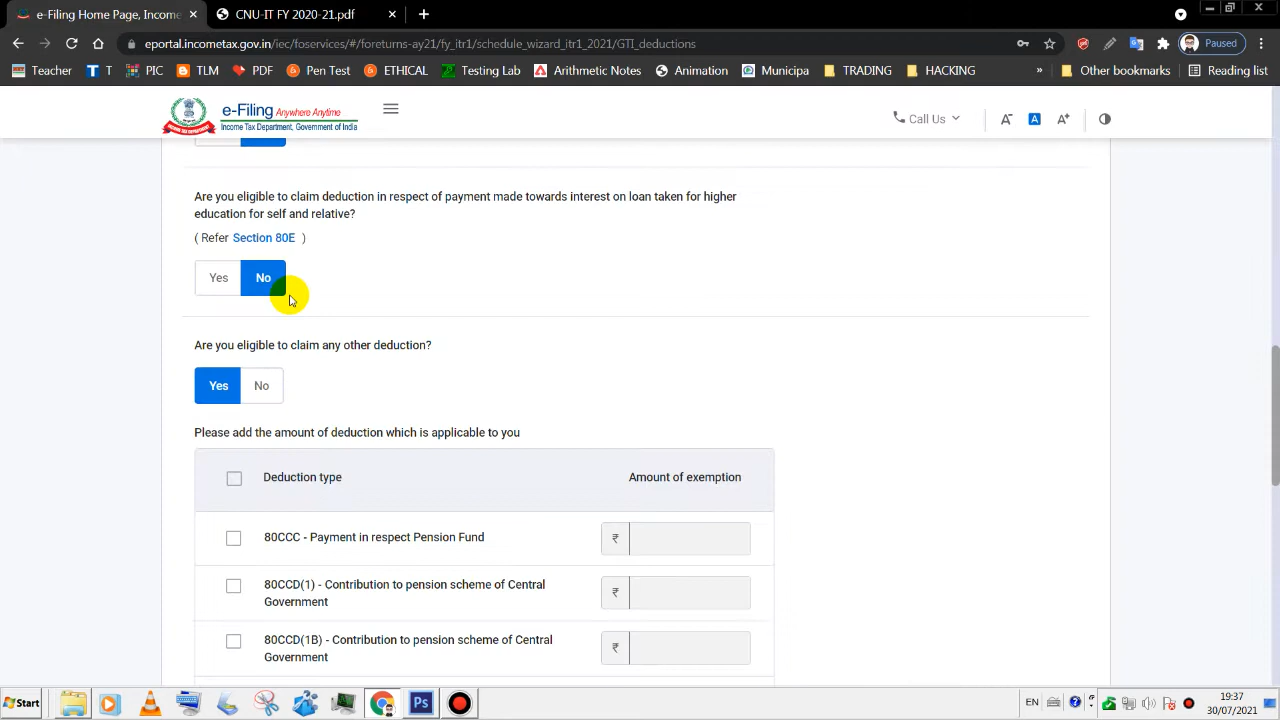 e-Filing Home Page, Income
CNU-IT FY 2020-21.pdf
eportal.incometax.gov.in/iec/foservices/#/foreturns-ay21/fy_itr1/schedule_wizard_itr1_2021/GTI_deductions
Paused
Teacher
T
PIC
TLM
PDF
Pen Test
ETHICAL
Testing Lab
Arithmetic Notes
Animation
Municipa
TRADING
HACKING
»
Other bookmarks
Reading list
e-Filing Anywhere Anytime
Income Tax Department, Government of India
Call Us
A-
A
A+
Are you eligible to claim deduction in respect of payment made towards interest on loan taken for higher
education for self and relative?
( Refer Section 80E )
Yes No
Are you eligible to claim any other deduction?
Yes No
Please add the amount of deduction which is applicable to you
Deduction type Amount of exemption
80CCC - Payment in respect Pension Fund ₹
80CCD(1) - Contribution to pension scheme of Central
Government ₹
80CCD(1B) - Contribution to pension scheme of Central
Government ₹
Start
Ps
EN
19:37
30/07/2021